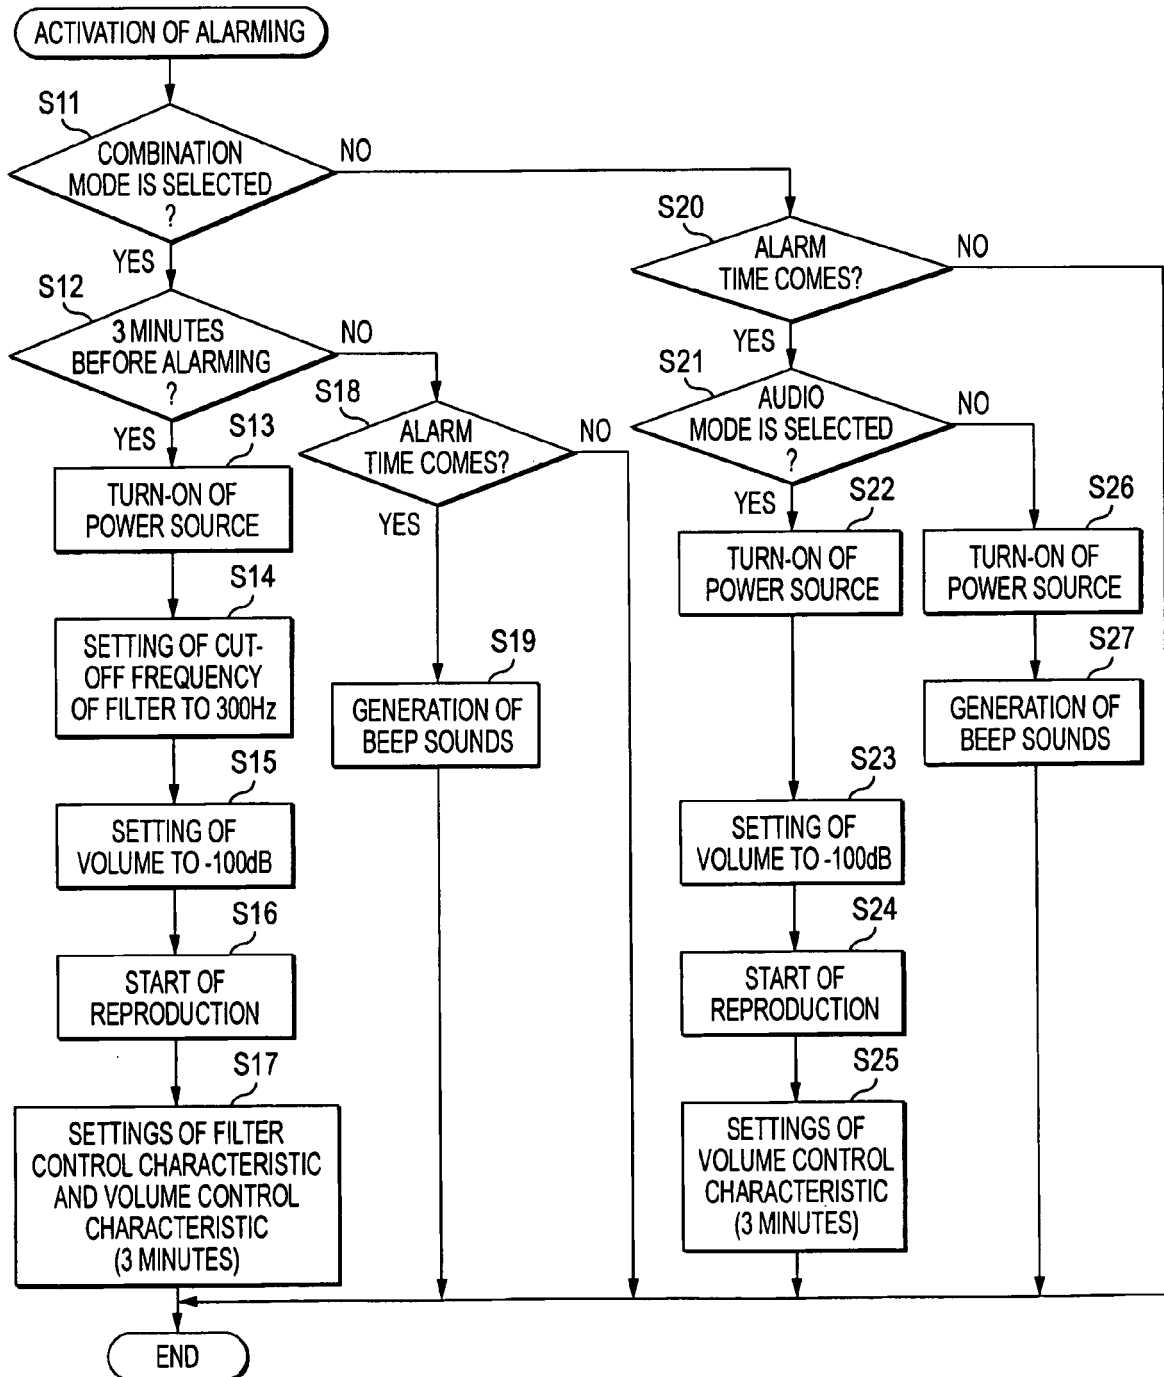 ACTIVATION OF ALARMING
S11
COMBINATION
MODE IS SELECTED
?
NO
YES
S12
3 MINUTES
BEFORE ALARMING
?
NO
YES
S13
TURN-ON OF
POWER SOURCE
S14
SETTING OF CUT-
OFF FREQUENCY
OF FILTER TO 300Hz
S15
SETTING OF
VOLUME TO -100dB
S16
START OF
REPRODUCTION
S17
SETTINGS OF FILTER
CONTROL CHARACTERISTIC
AND VOLUME CONTROL
CHARACTERISTIC
(3 MINUTES)
END
S18
ALARM
TIME COMES?
NO
YES
S19
GENERATION OF
BEEP SOUNDS
S20
ALARM
TIME COMES?
NO
YES
S21
AUDIO
MODE IS SELECTED
?
NO
YES
S22
TURN-ON OF
POWER SOURCE
S23
SETTING OF
VOLUME TO -100dB
S24
START OF
REPRODUCTION
S25
SETTINGS OF
VOLUME CONTROL
CHARACTERISTIC
(3 MINUTES)
S26
TURN-ON OF
POWER SOURCE
S27
GENERATION OF
BEEP SOUNDS